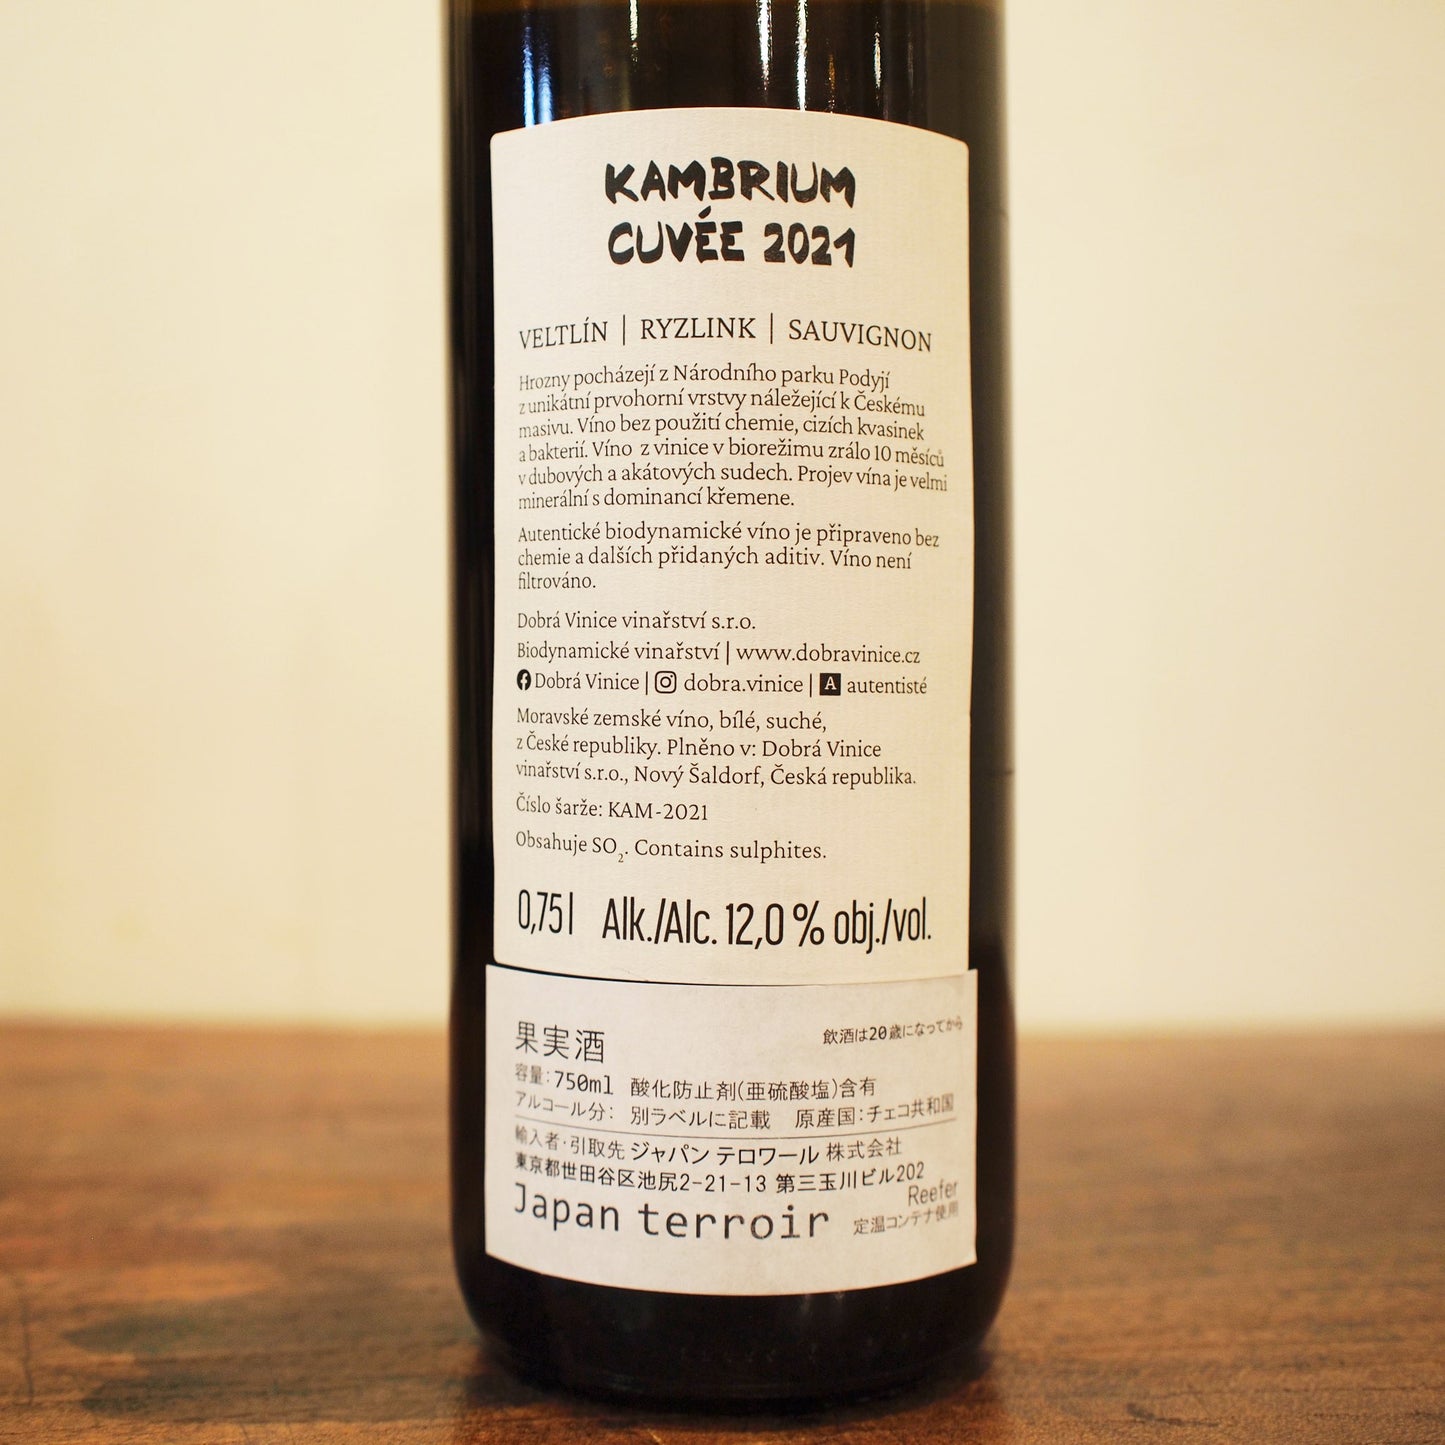 KAMBRIUM
CUVÉE 2021
VELTLÍN | RYZLINK | SAUVIGNON
Hrozny pocházejí z Národního parku Podyjí
z unikátní prvohorní vrstvy náležející k Českému
masivu. Víno bez použití chemie, cizích kvasinek
a bakterií. Víno z vinice v biorežimu zrálo 10 měsíců
v dubových a akátových sudech. Projev vína je velmi
minerální s dominancí křemene.
Autentické biodynamické víno je připraveno bez
chemie a dalších přidaných aditiv. Víno není
filtrováno.
Dobrá Vinice vinařství s.r.o.
Biodynamické vinařství | www.dobravinice.cz
Dobrá Vinice | dobra.vinice | A autentisté
Moravské zemské víno, bílé, suché,
z České republiky. Plněno v: Dobrá Vinice
vinařství s.r.o., Nový Šaldorf, Česká republika.
Číslo šarže: KAM-2021
Obsahuje SO₂. Contains sulphites.
0,75 l Alk./Alc. 12,0 % obj./vol.
果実酒 飲酒は20歳になってから
容量：750ml 酸化防止剤(亜硫酸塩)含有
アルコール分： 別ラベルに記載 原産国：チェコ共和国
輸入者・引取先 ジャパン テロワール 株式会社
東京都世田谷区池尻2-21-13 第三玉川ビル202
Japan terroir Reefer
定温コンテナ使用